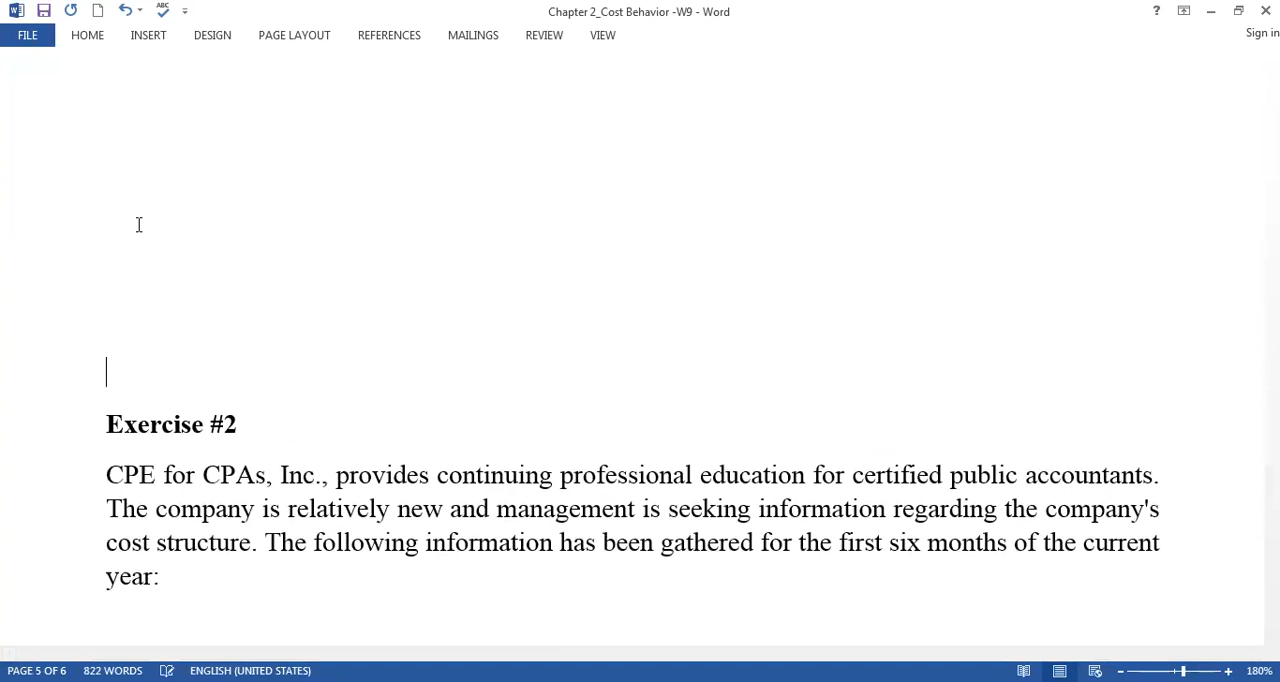 Chapter 2_Cost Behavior -W9 - Word
FILE HOME INSERT DESIGN PAGE LAYOUT REFERENCES MAILINGS REVIEW VIEW Sign in
Exercise #2
CPE for CPAs, Inc., provides continuing professional education for certified public accountants.
The company is relatively new and management is seeking information regarding the company's
cost structure. The following information has been gathered for the first six months of the current
year:
PAGE 5 OF 6 822 WORDS ENGLISH (UNITED STATES) 180%